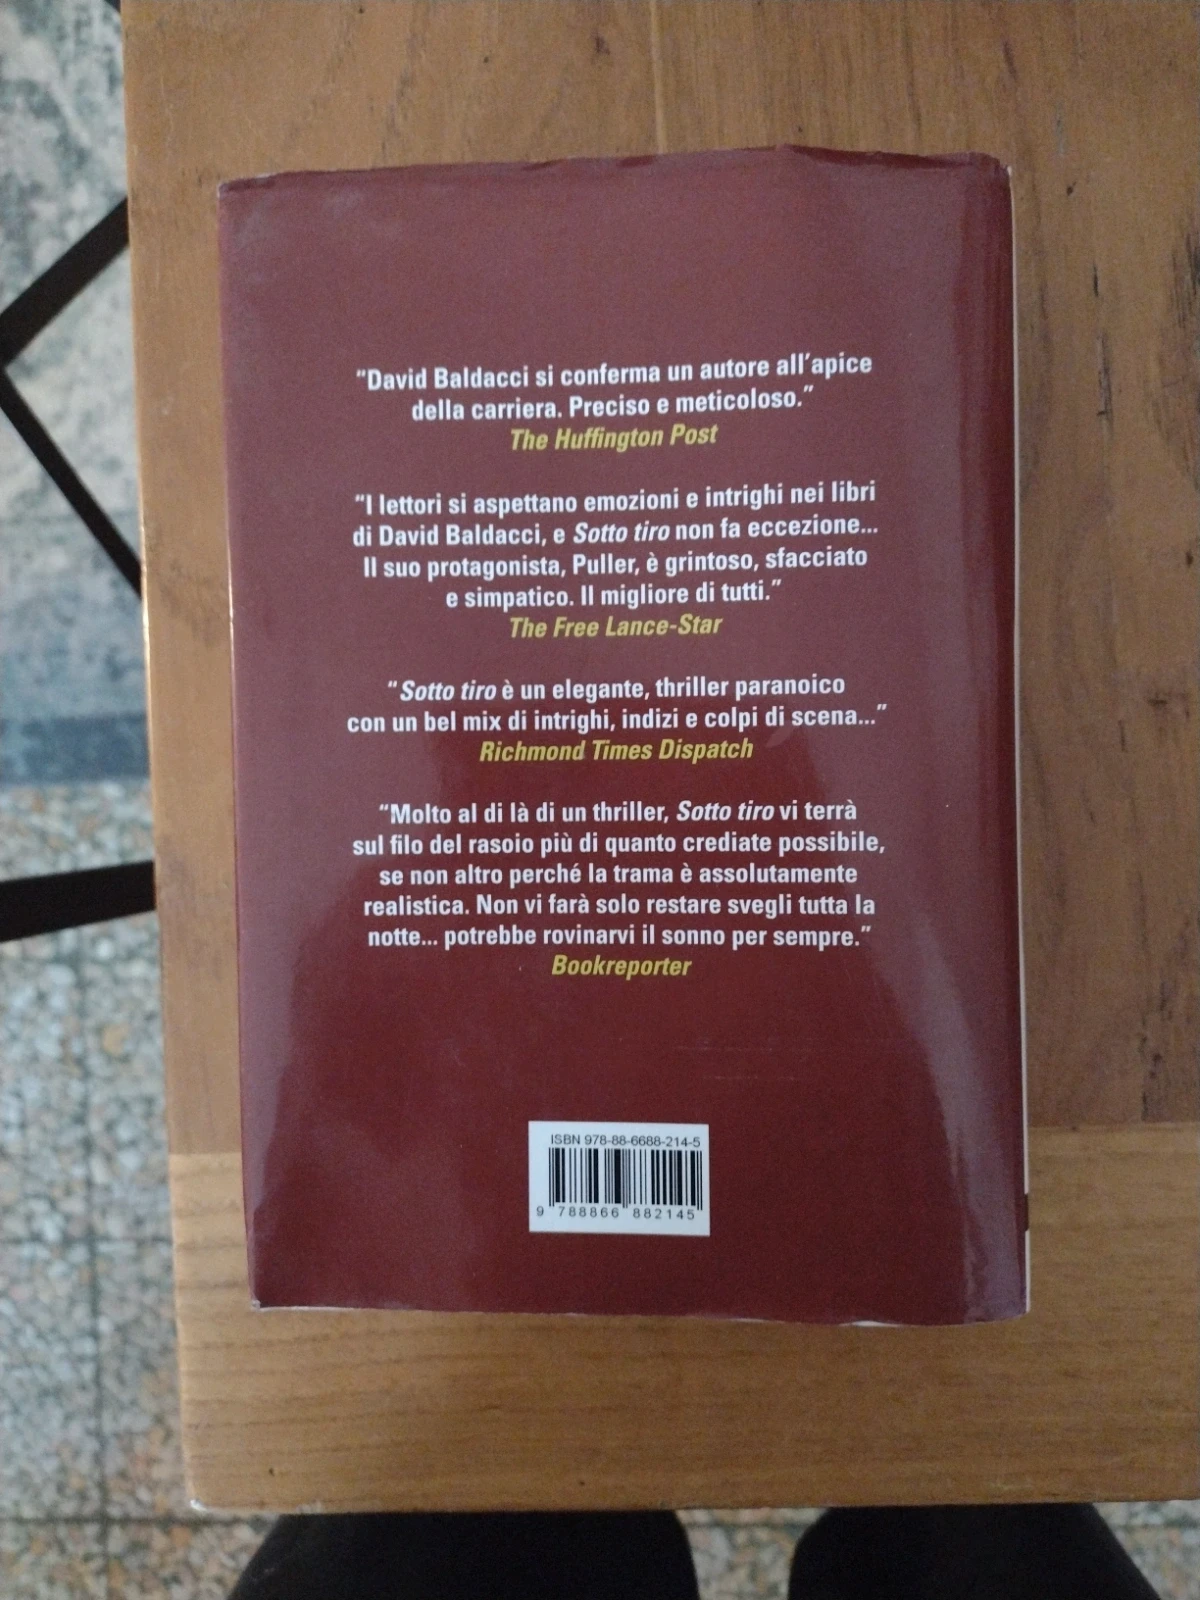 "David Baldacci si conferma un autore all'apice
della carriera. Preciso e meticoloso."
The Huffington Post
"I lettori si aspettano emozioni e intrighi nei libri
di David Baldacci, e Sotto tiro non fa eccezione...
Il suo protagonista, Puller, è grintoso, sfacciato
e simpatico. Il migliore di tutti."
The Free Lance-Star
"Sotto tiro è un elegante, thriller paranoico
con un bel mix di intrighi, indizi e colpi di scena..."
Richmond Times Dispatch
"Molto al di là di un thriller, Sotto tiro vi terrà
sul filo del rasoio più di quanto crediate possibile,
se non altro perché la trama è assolutamente
realistica. Non vi farà solo restare svegli tutta la
notte... potrebbe rovinarvi il sonno per sempre."
Bookreporter
ISBN 978-88-6688-214-5
9 788866 882145